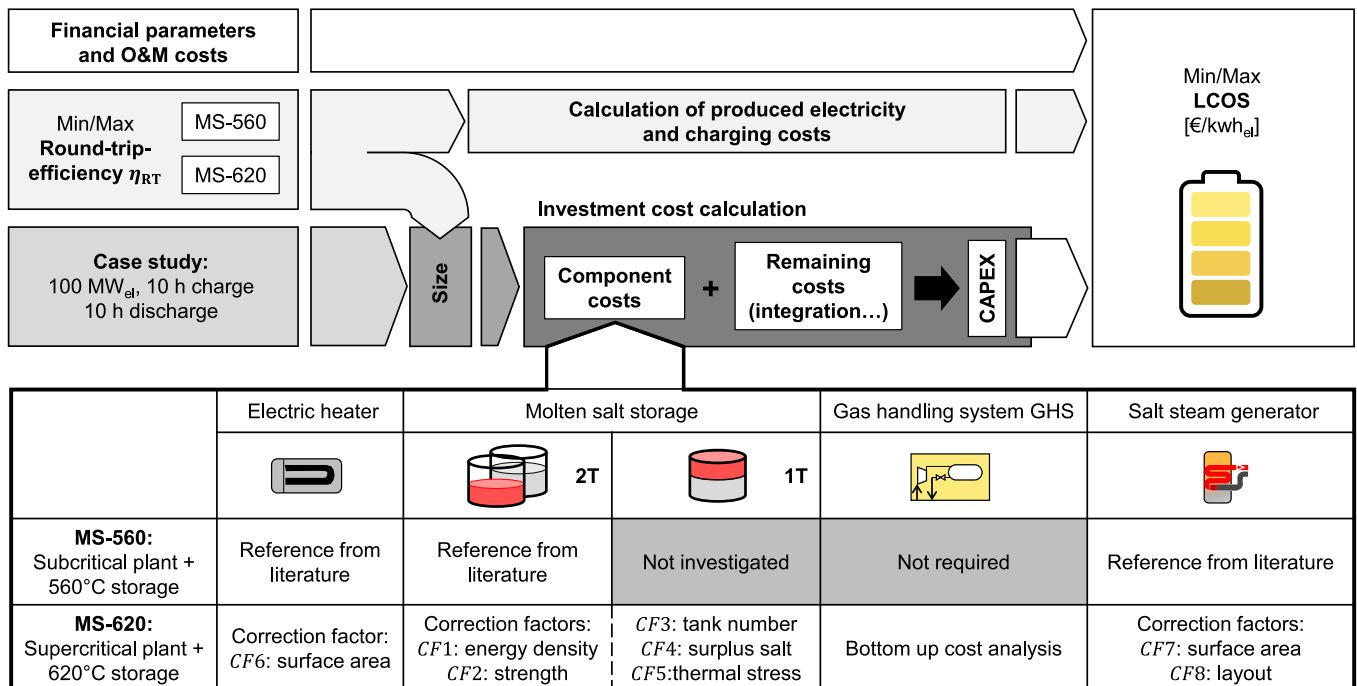 Financial parameters
and O&M costs
Min/Max
Round-trip-
efficiency ηRT
MS-560
MS-620
Calculation of produced electricity
and charging costs
Min/Max
LCOS
[€/kwhel]
Case study:
100 MWel, 10 h charge
10 h discharge
Size
Investment cost calculation
Component
costs
+
Remaining
costs
(integration…)
CAPEX
Electric heater
Molten salt storage
Gas handling system GHS
Salt steam generator
2T
1T
MS-560:
Subcritical plant +
560°C storage
Reference from
literature
Reference from
literature
Not investigated
Not required
Reference from literature
MS-620:
Supercritical plant +
620°C storage
Correction factor:
CF6: surface area
Correction factors:
CF1: energy density
CF2: strength
CF3: tank number
CF4: surplus salt
CF5:thermal stress
Bottom up cost analysis
Correction factors:
CF7: surface area
CF8: layout